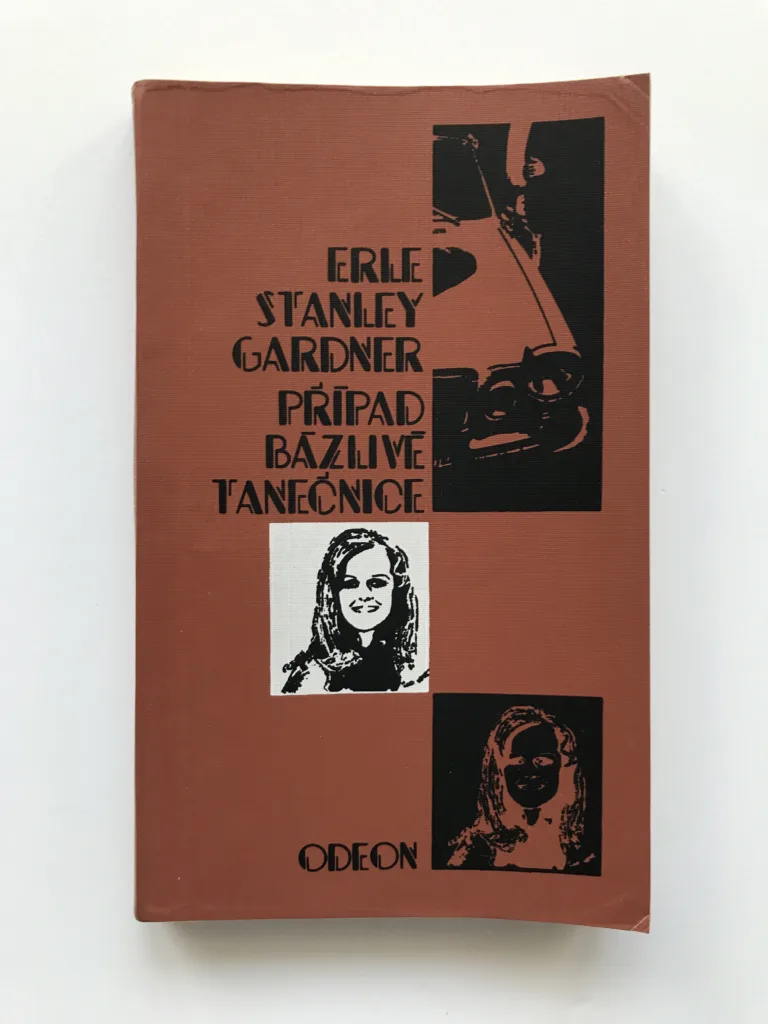 ERLE
STANLEY
GARDNER
PŘÍPAD
BÁZLIVÉ
TANEČNICE
ODEON